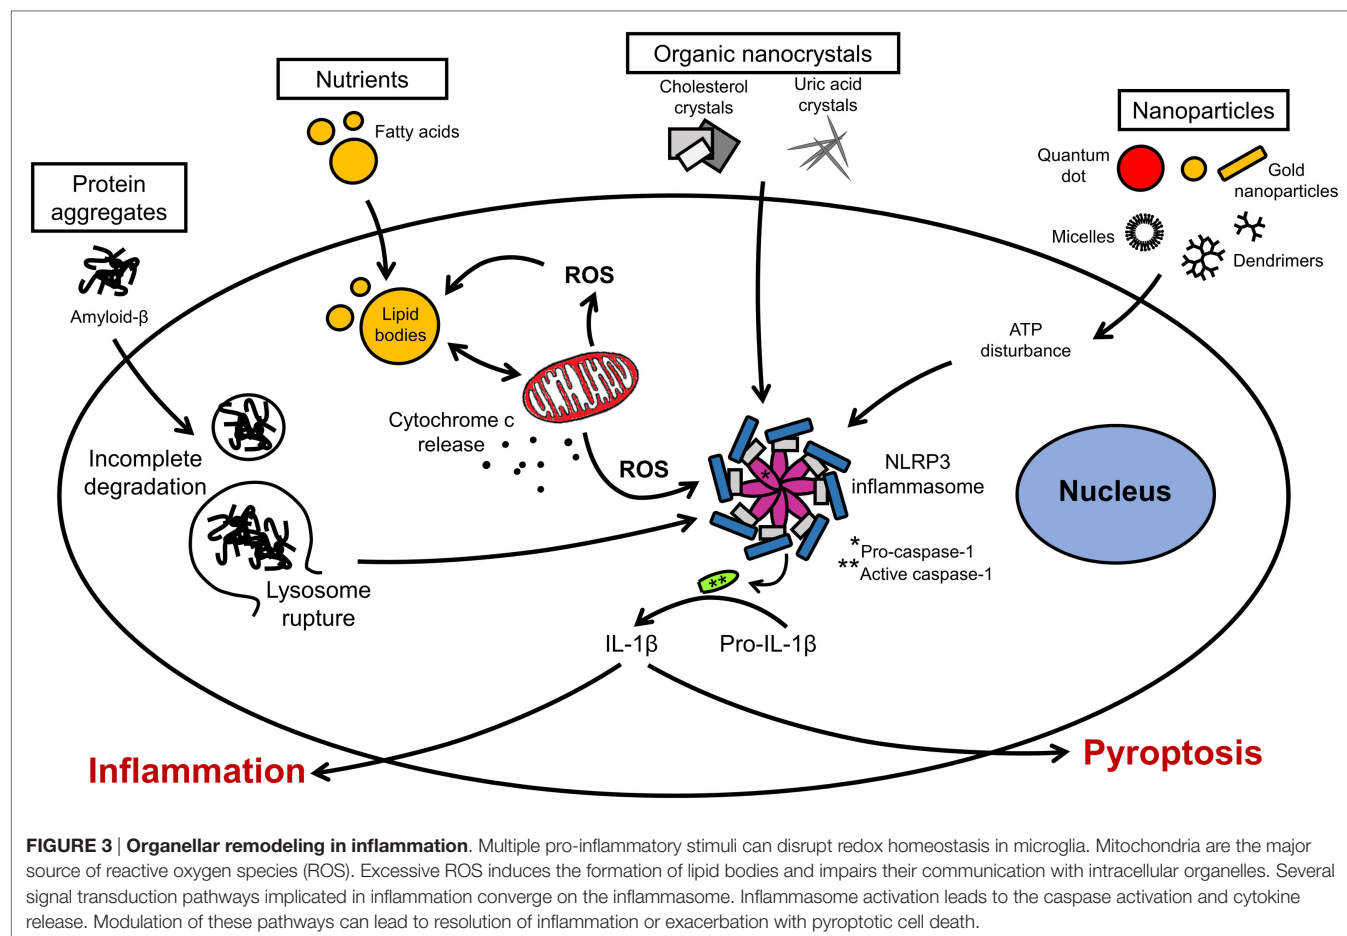 Organic nanocrystals
Cholesterol
crystals
Uric acid
crystals
Nutrients
Fatty acids
Nanoparticles
Quantum
dot
Gold
nanoparticles
Micelles
Dendrimers
Protein
aggregates
Amyloid-β
ROS
Lipid
bodies
ATP
disturbance
Cytochrome c
release
Incomplete
degradation
ROS
NLRP3
inflammasome
Nucleus
*
*Pro-caspase-1
**Active caspase-1
Lysosome
rupture
**
IL-1β
Pro-IL-1β
Inflammation
Pyroptosis
FIGURE 3 | Organellar remodeling in inflammation. Multiple pro-inflammatory stimuli can disrupt redox homeostasis in microglia. Mitochondria are the major
source of reactive oxygen species (ROS). Excessive ROS induces the formation of lipid bodies and impairs their communication with intracellular organelles. Several
signal transduction pathways implicated in inflammation converge on the inflammasome. Inflammasome activation leads to the caspase activation and cytokine
release. Modulation of these pathways can lead to resolution of inflammation or exacerbation with pyroptotic cell death.